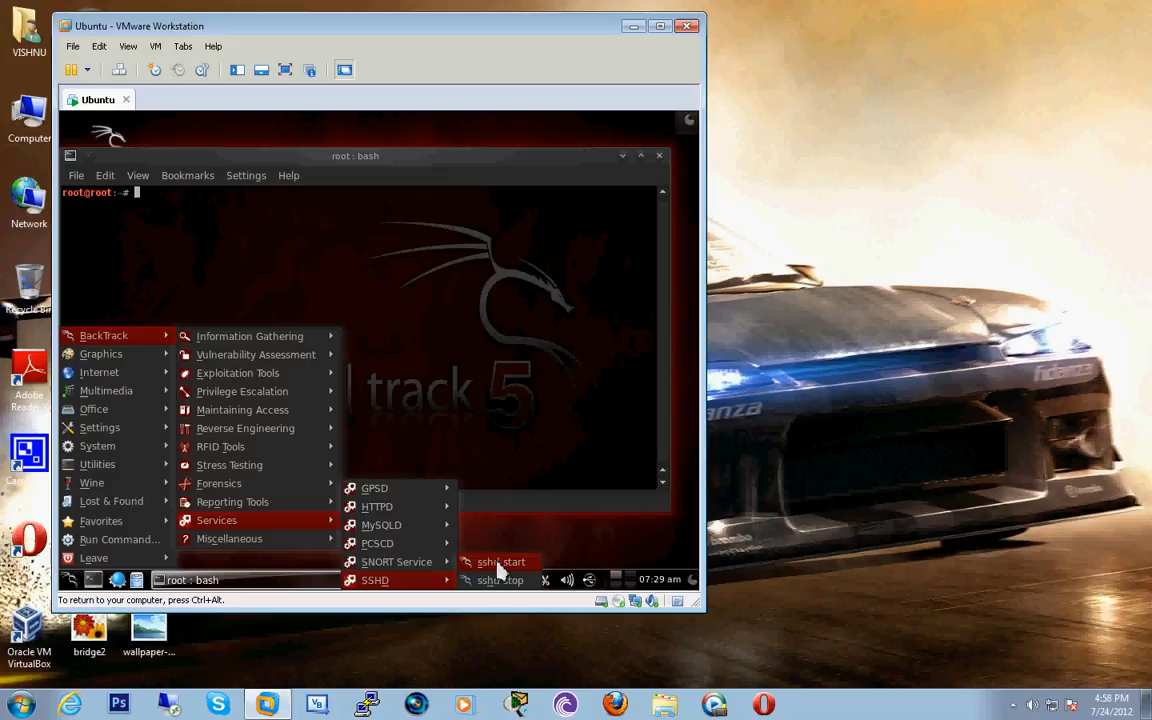 VISHNU
Computer
Network
Adobe
Oracle VM
VirtualBox
bridge2
wallpaper-...
Ubuntu - VMware Workstation
File Edit View VM Tabs Help
Ubuntu
root : bash
File Edit View Bookmarks Settings Help
root@root:~#
track 5
BackTrack
Graphics
Internet
Multimedia
Office
Settings
System
Utilities
Wine
Lost & Found
Favorites
Run Command...
Leave
Information Gathering
Vulnerability Assessment
Exploitation Tools
Privilege Escalation
Maintaining Access
Reverse Engineering
RFID Tools
Stress Testing
Forensics
Reporting Tools
Services
Miscellaneous
GPSD
HTTPD
MySQLD
PCSCD
SNORT Service
SSHD
sshd start
sshd stop
root : bash
07:29 am
To return to your computer, press Ctrl+Alt.
fidanza
Ps
4:58 PM
7/24/2012